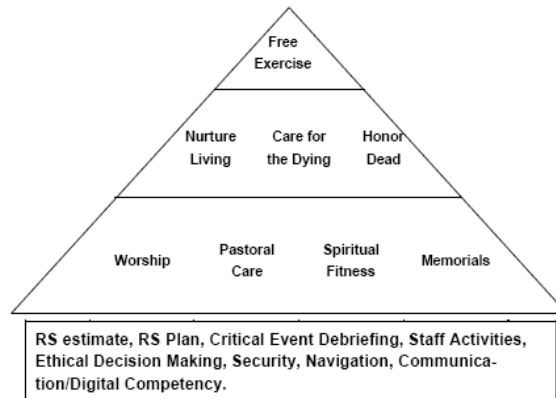 Free
Exercise
Nurture Care for Honor
Living the Dying Dead
Worship Pastoral Spiritual Memorials
Care Fitness
RS estimate, RS Plan, Critical Event Debriefing, Staff Activities,
Ethical Decision Making, Security, Navigation, Communica-
tion/Digital Competency.